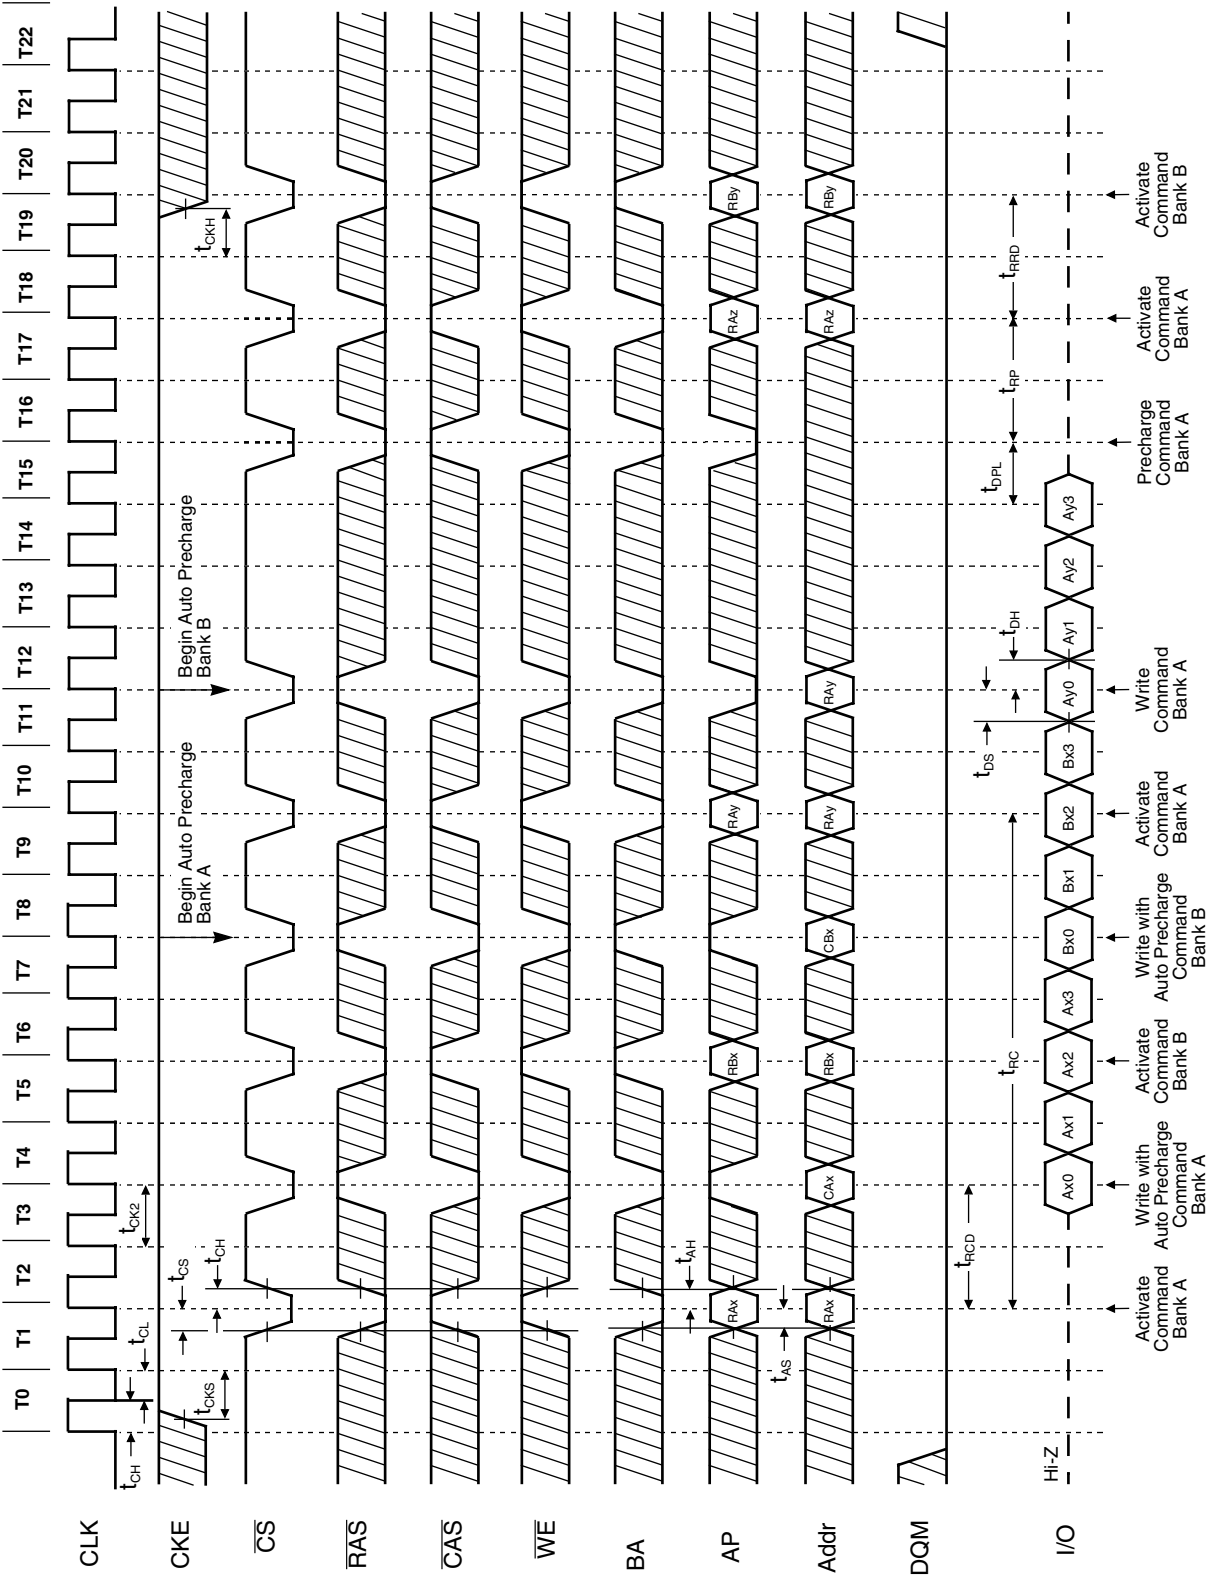 T0 T1 T2 T3 T4 T5 T6 T7 T8 T9 T10 T11 T12 T13 T14 T15 T16 T17 T18 T19 T20 T21 T22
CLK
tCH
tCL
tCK2
CKE
tCKS
tCS
tCH
Begin Auto Precharge
Bank A
Begin Auto Precharge
Bank B
tCKH
CS
RAS
CAS
WE
BA
tAH
AP
RAx RBx RAy RAz RBy
tAS
Addr
RAx CAx RBx CBx RAy RAy RAz RBy
DQM
tRCD
tDS
tDPL
tRC
tDH
tRP
tRRD
I/O
Hi-Z
Ax0 Ax1 Ax2 Ax3 Bx0 Bx1 Bx2 Bx3 Ay0 Ay1 Ay2 Ay3
Activate
Command
Bank A
Write with
Auto Precharge
Command
Bank A
Activate
Command
Bank B
Write with
Auto Precharge
Command
Bank B
Activate
Command
Bank A
Write
Command
Bank A
Precharge
Command
Bank A
Activate
Command
Bank A
Activate
Command
Bank B